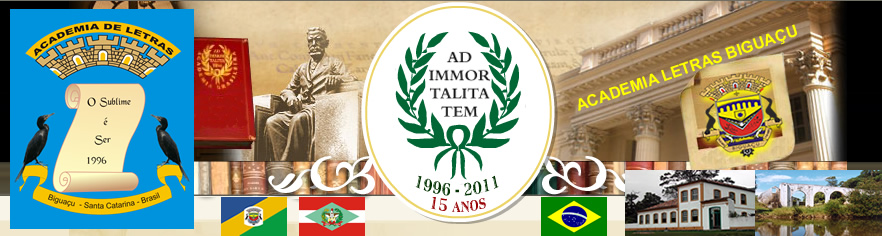 ACADEMIA DE LETRAS
O Sublime
é
Ser
1996
Biguaçu - Santa Catarina - Brasil
AD
IMMOR
TALITA
TEM
1996 - 2011
15 ANOS
ACADEMIA LETRAS BIGUAÇU